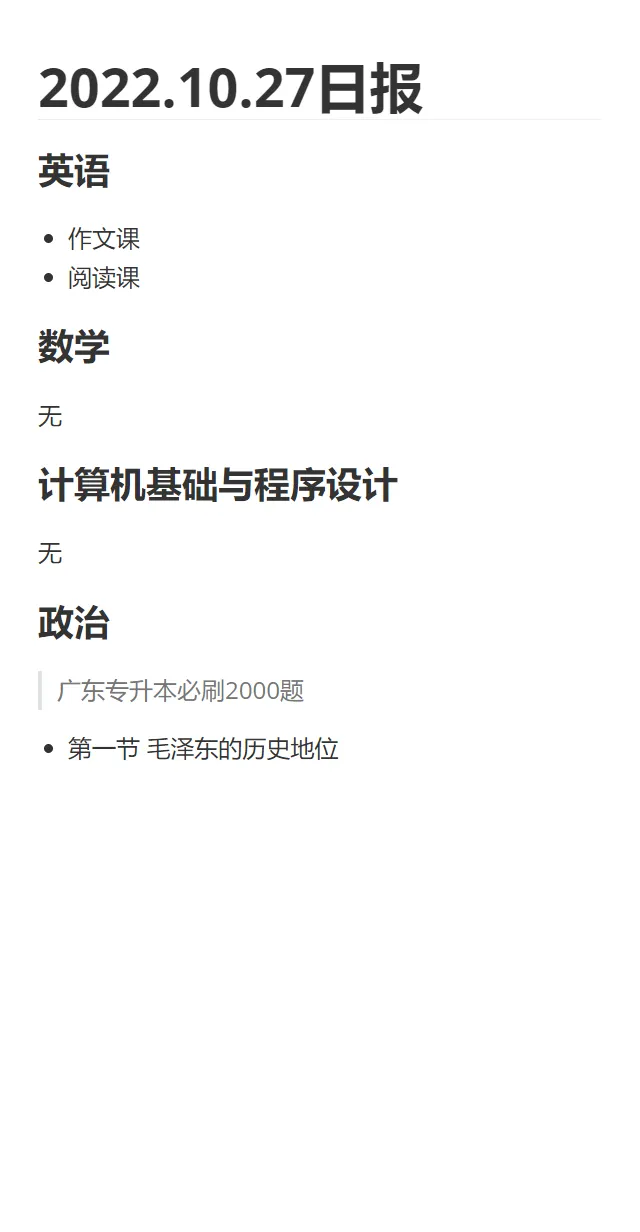 2022.10.27日报
英语
作文课
阅读课
数学
无
计算机基础与程序设计
无
政治
广东专升本必刷2000题
第一节 毛泽东的历史地位